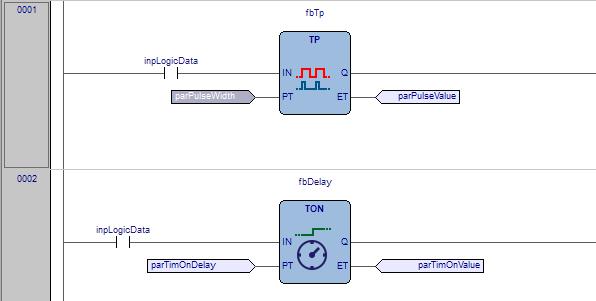 0001
fbTp
TP
inpLogicData
IN
Q
parPulseWidth
PT
ET
parPulseValue
0002
fbDelay
TON
inpLogicData
IN
Q
parTimOnDelay
PT
ET
parTimOnValue